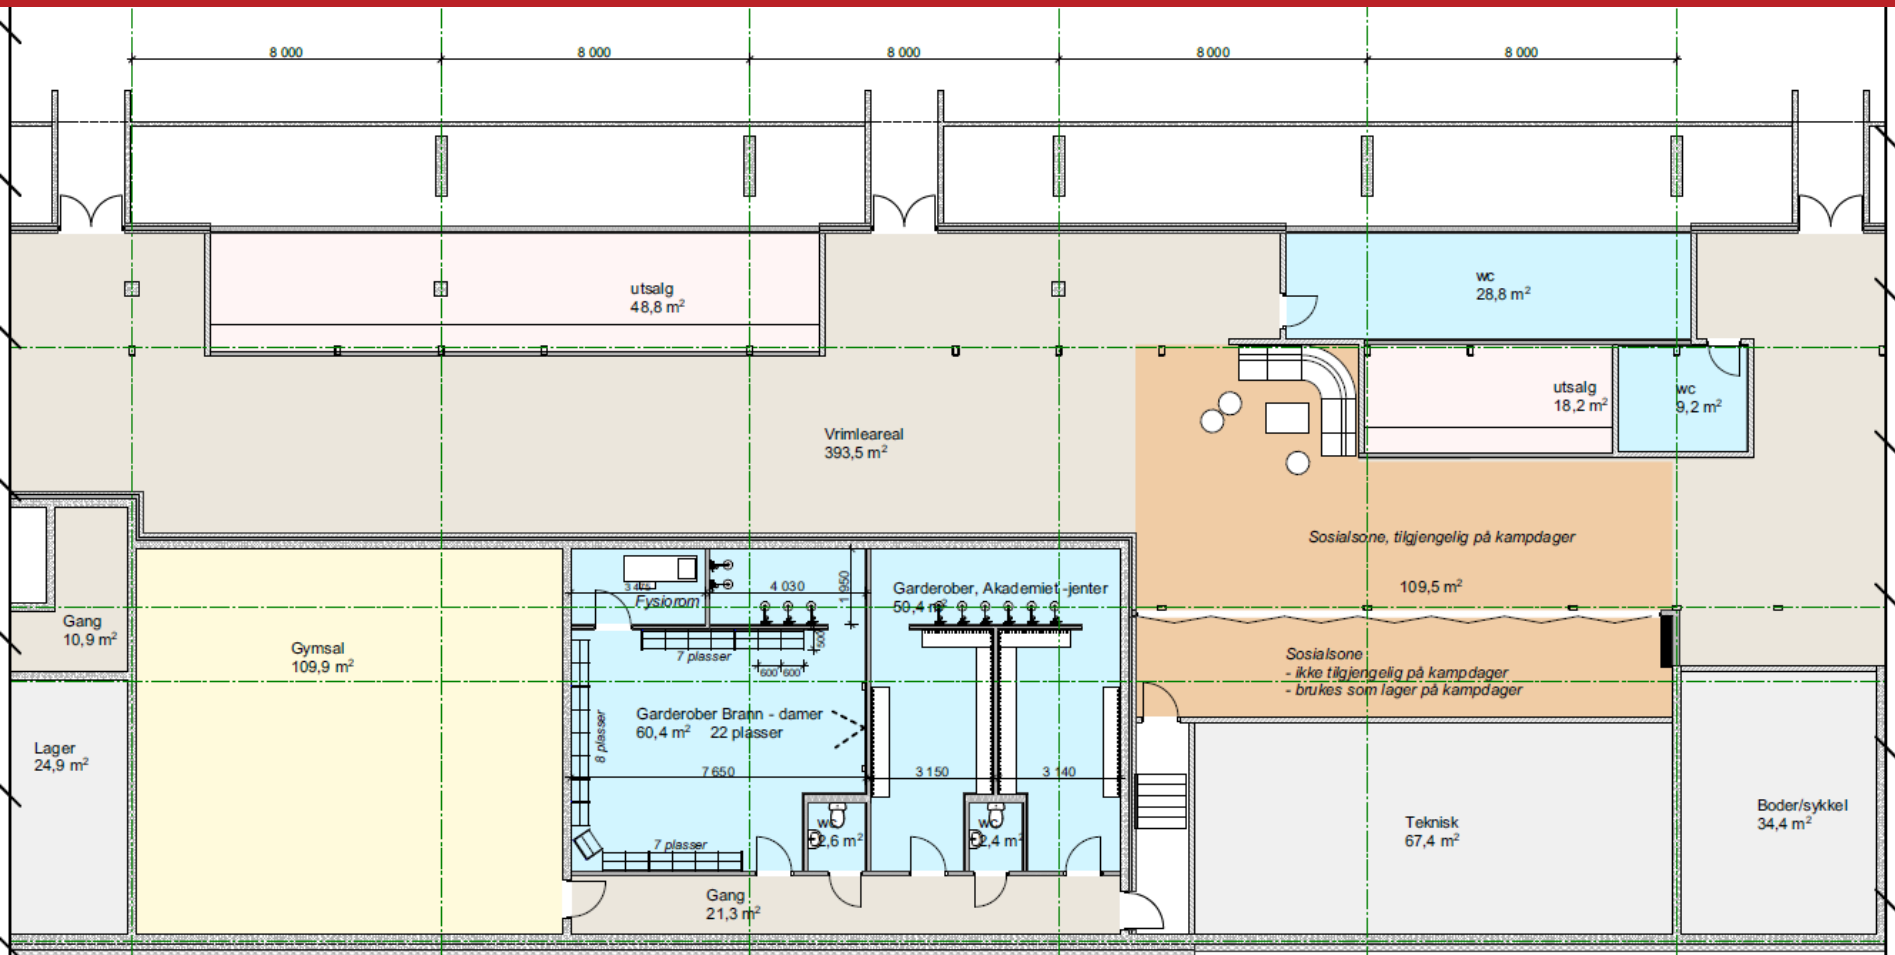 8 000
8 000
8 000
8 000
8 000
utsalg
48,8 m²
wc
28,8 m²
utsalg
18,2 m²
wc
9,2 m²
Vrimleareal
393,5 m²
Sosialsone, tilgjengelig på kampdager
109,5 m²
Gang
10,9 m²
Gymsal
109,9 m²
3 475
Fysiorom
4 030
1 950
Garderober, Akademiet -jenter
50,4 m²
500
7 plasser
600
600
Sosialsone
- ikke tilgjengelig på kampdager
- brukes som lager på kampdager
Garderober Brann - damer
60,4 m² 22 plasser
8 plasser
7 650
3 150
3 140
Lager
24,9 m²
wc
2,6 m²
wc
2,4 m²
7 plasser
Teknisk
67,4 m²
Boder/sykkel
34,4 m²
Gang
21,3 m²